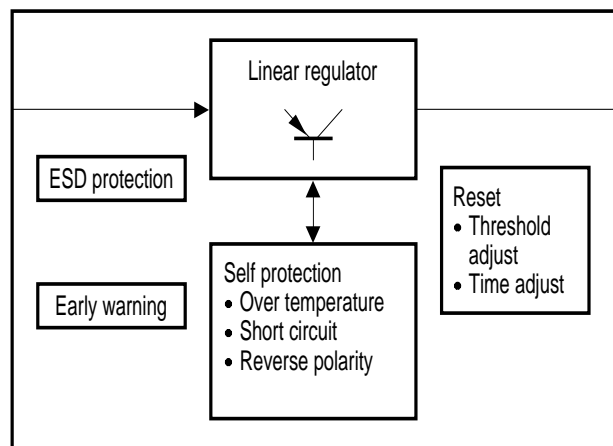 Linear regulator
ESD protection
Early warning
Self protection
• Over temperature
• Short circuit
• Reverse polarity
Reset
• Threshold
adjust
• Time adjust